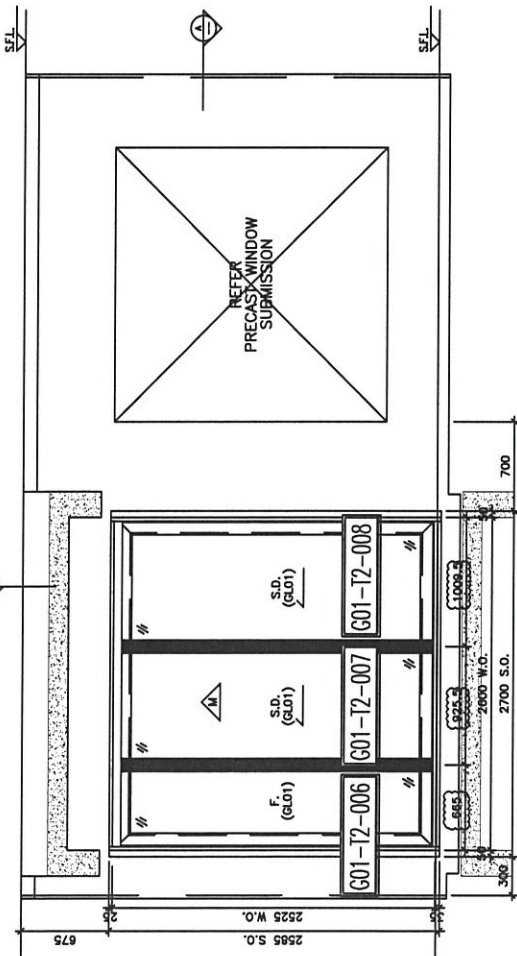 S.F.L.
S.F.L.
A
REFER
PRECAST WINDOW
SUBMISSION
M
F.
(GL01)
S.D.
(GL01)
S.D.
(GL01)
G01-T2-006
G01-T2-007
G01-T2-008
675
25
2525 W.O.
2585 S.O.
35
300
50
665
925.5
1009.5
50
700
2600 W.O.
2700 S.O.